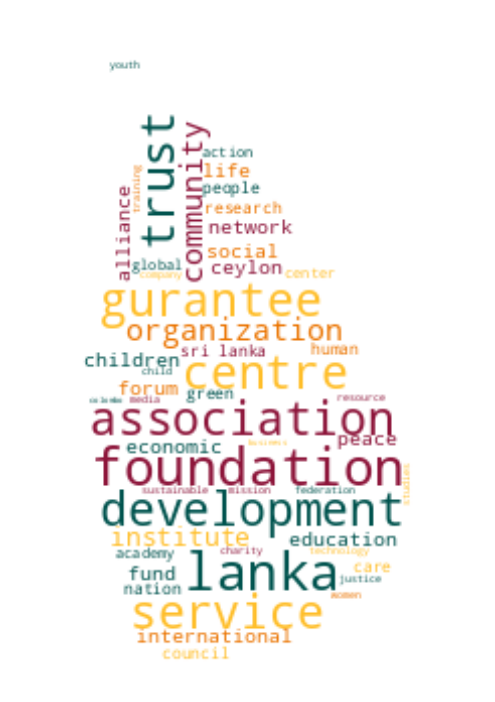 youth
trust
community
action
life
training
people
alliance
research
network
social
global
ceylon
company
center
gurantee
organization
sri lanka
human
children
centre
child
forum
green
colombo
media
resource
association
peace
economic
business
foundation
studies
sustainable
mission
federation
development
institute
education
academy
charity
technology
lanka
fund
care
justice
nation
women
service
international
council